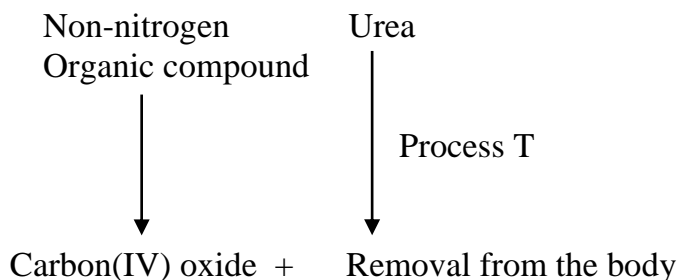 Non-nitrogen Urea
Organic compound
Process T
Carbon(IV) oxide + Removal from the body